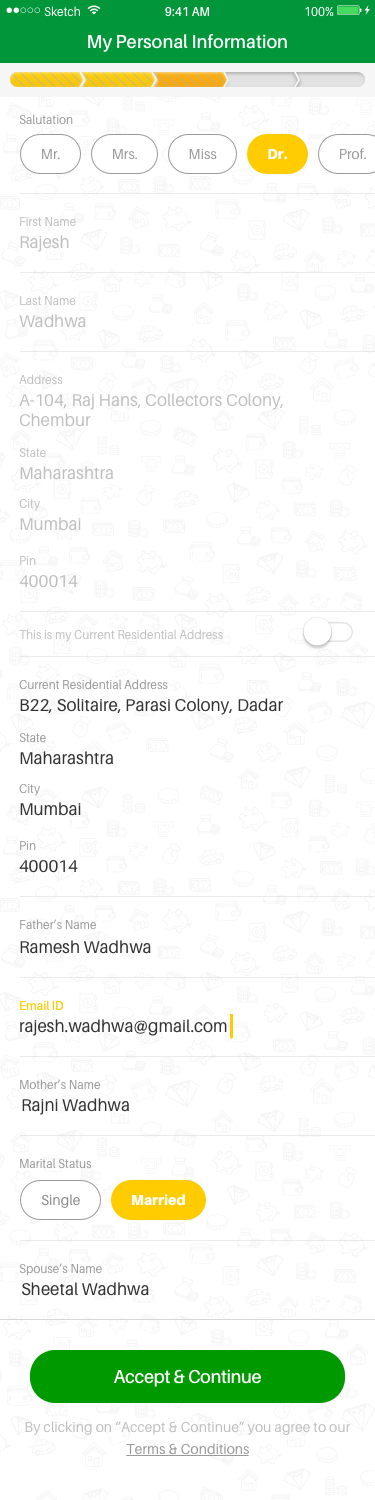 Sketch 9:41 AM 100%
My Personal Information
Salutation
Mr. Mrs. Miss Dr. Prof.
First Name
Rajesh
Last Name
Wadhwa
Address
A-104, Raj Hans, Collectors Colony,
Chembur
State
Maharashtra
City
Mumbai
Pin
400014
This is my Current Residential Address
Current Residential Address
B22, Solitaire, Parasi Colony, Dadar
State
Maharashtra
City
Mumbai
Pin
400014
Father's Name
Ramesh Wadhwa
Email ID
rajesh.wadhwa@gmail.com
Mother's Name
Rajni Wadhwa
Marital Status
Single Married
Spouse's Name
Sheetal Wadhwa
Accept & Continue
By clicking on “Accept & Continue” you agree to our
Terms & Conditions